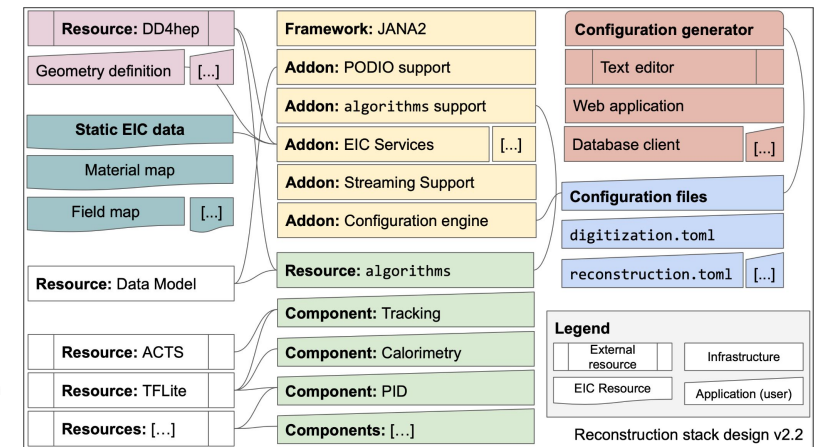 Resource: DD4hep
Geometry definition
[...]
Static EIC data
Material map
Field map
[...]
Resource: Data Model
Resource: ACTS
Resource: TFLite
Resources: [...]
Framework: JANA2
Addon: PODIO support
Addon: algorithms support
Addon: EIC Services
[...]
Addon: Streaming Support
Addon: Configuration engine
Resource: algorithms
Component: Tracking
Component: Calorimetry
Component: PID
Components: [...]
Configuration generator
Text editor
Web application
Database client
[...]
Configuration files
digitization.toml
reconstruction.toml
[...]
Legend
External
resource
Infrastructure
EIC Resource
Application (user)
Reconstruction stack design v2.2